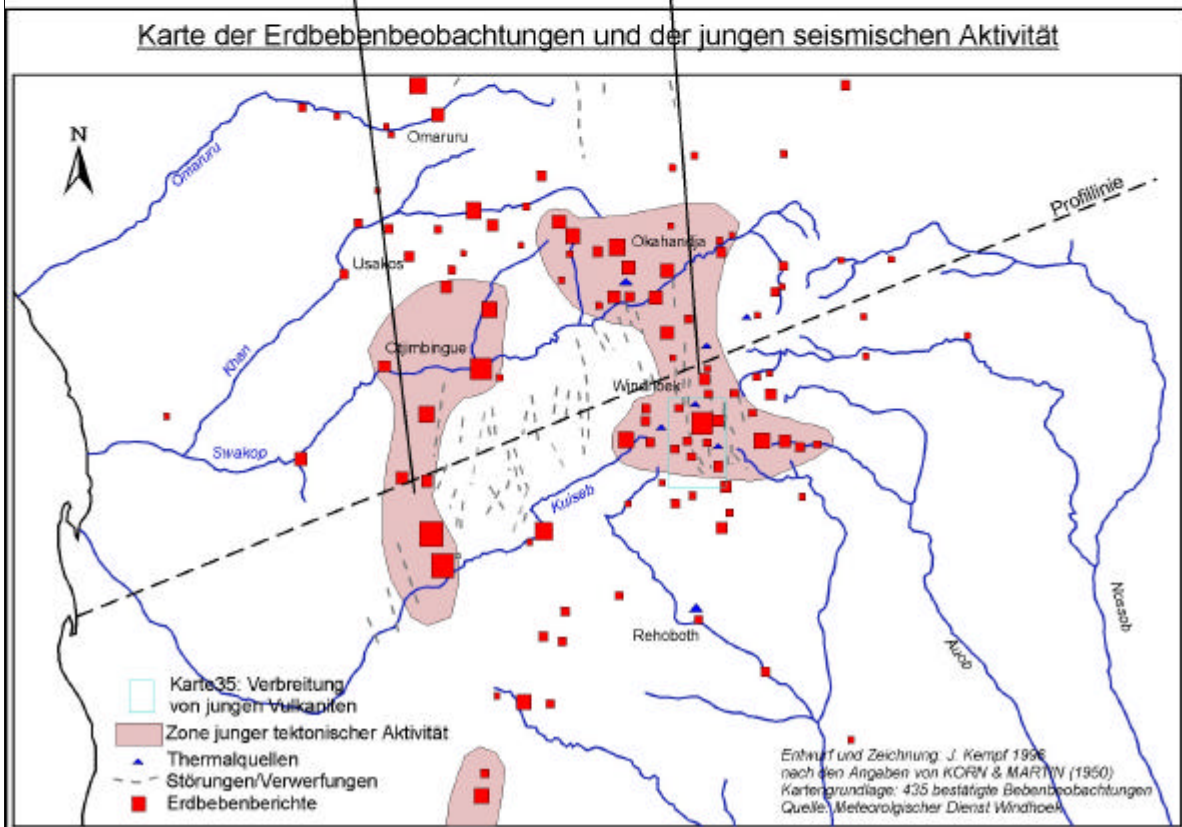 Karte der Erdbebenbeobachtungen und der jungen seismischen Aktivität
N
Omaruru
Omaruru
Profillinie
Okahandja
Usakos
Khan
Otjimbingue
Windhoek
Swakop
Kuiseb
Nossob
Auob
Rehoboth
Karte35: Verbreitung
von jungen Vulkaniten
Zone junger tektonischer Aktivität
Thermalquellen
Störungen/Verwerfungen
Erdbebenberichte
Entwurf und Zeichnung: J. Kempf 1996
nach den Angaben von KORN & MARTIN (1950)
Kartengrundlage: 435 bestätigte Bebenbeobachtungen
Quelle: Meteorolgischer Dienst Windhoek